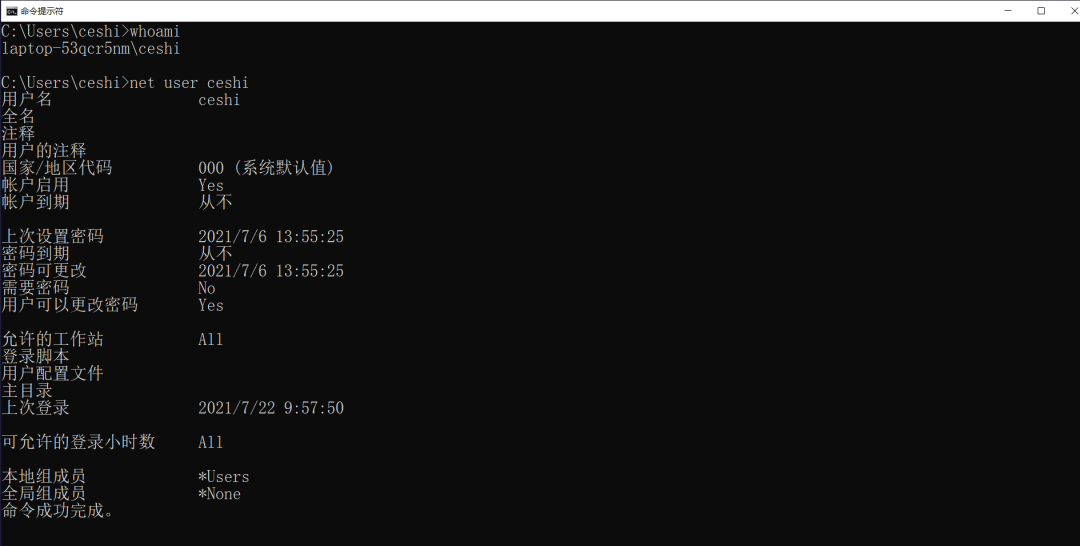 命令提示符
C:\Users\ceshi>whoami
laptop-53qcr5nm\ceshi
C:\Users\ceshi>net user ceshi
用户名 ceshi
全名
注释
用户的注释
国家/地区代码 000 (系统默认值)
帐户启用 Yes
帐户到期 从不
上次设置密码 2021/7/6 13:55:25
密码到期 从不
密码可更改 2021/7/6 13:55:25
需要密码 No
用户可以更改密码 Yes
允许的工作站 All
登录脚本
用户配置文件
主目录
上次登录 2021/7/22 9:57:50
可允许的登录小时数 All
本地组成员 *Users
全局组成员 *None
命令成功完成。